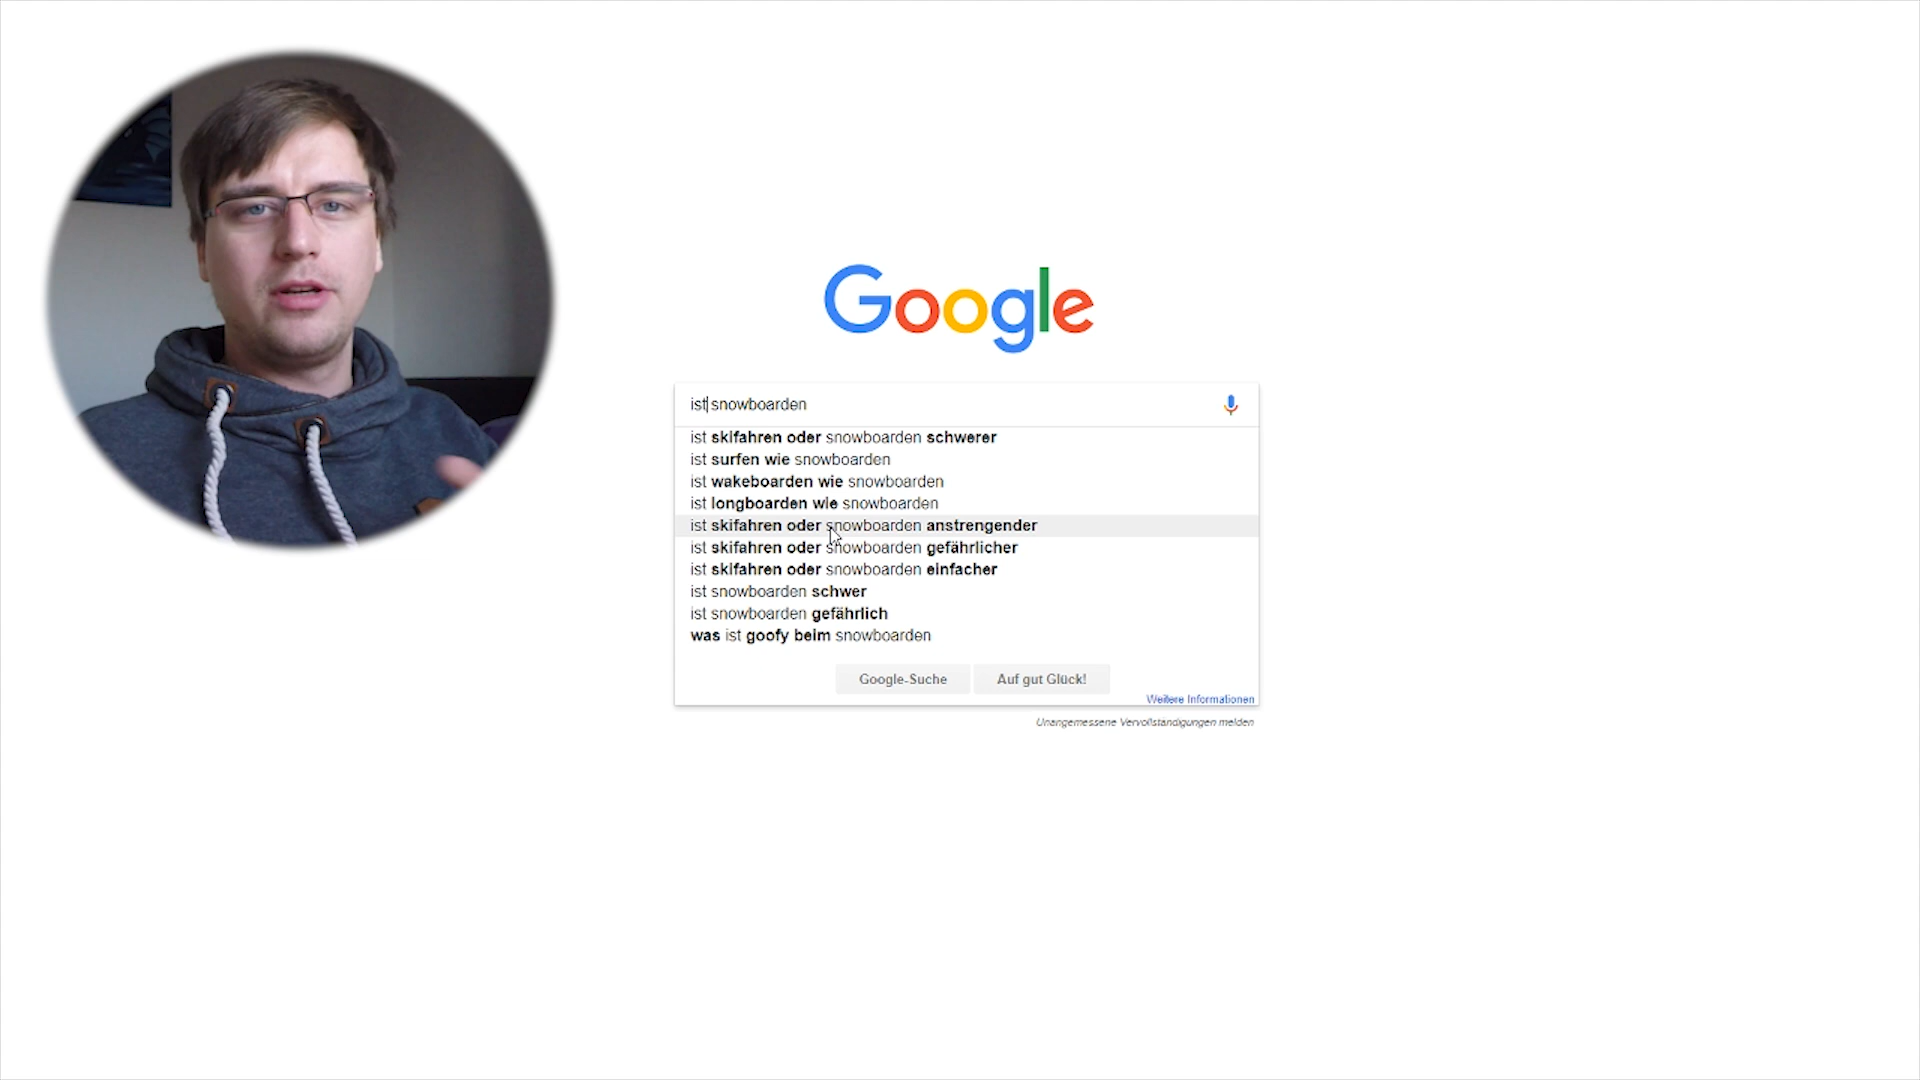 Google
ist snowboarden
ist skifahren oder snowboarden schwerer
ist surfen wie snowboarden
ist wakeboarden wie snowboarden
ist longboarden wie snowboarden
ist skifahren oder snowboarden anstrengender
ist skifahren oder snowboarden gefährlicher
ist skifahren oder snowboarden einfacher
ist snowboarden schwer
ist snowboarden gefährlich
was ist goofy beim snowboarden
Google-Suche Auf gut Glück!
Weitere Informationen
Unangemessene Vervollständigungen melden